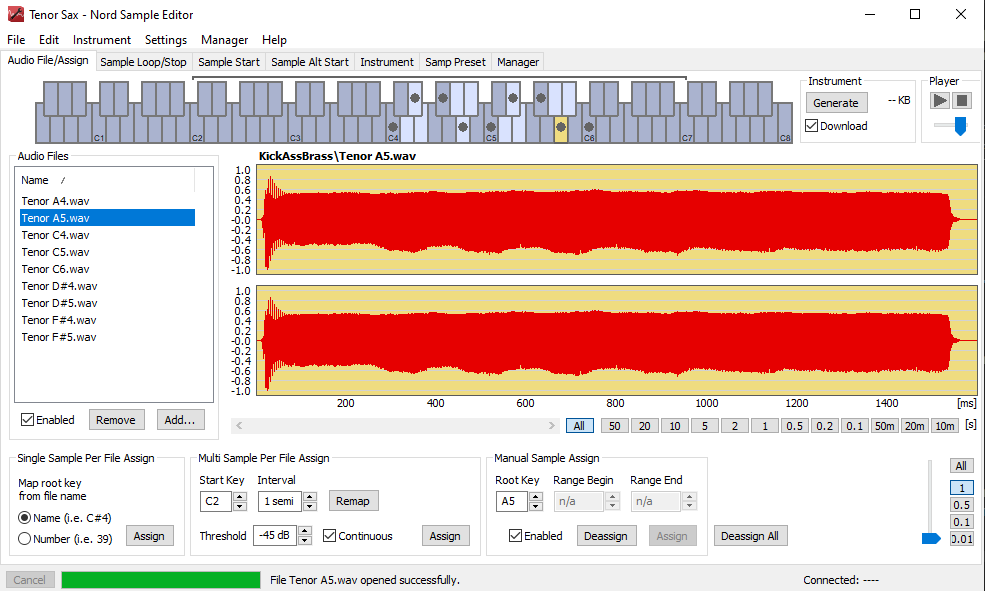 Tenor Sax - Nord Sample Editor
File Edit Instrument Settings Manager Help
Audio File/Assign Sample Loop/Stop Sample Start Sample Alt Start Instrument Samp Preset Manager
C1 C2 C3 C4 C5 C6 C7 C8
Instrument
Generate -- KB
Download
Player
Audio Files
Name /
Tenor A4.wav
Tenor A5.wav
Tenor C4.wav
Tenor C5.wav
Tenor C6.wav
Tenor D#4.wav
Tenor D#5.wav
Tenor F#4.wav
Tenor F#5.wav
Enabled Remove Add...
KickAssBrass\Tenor A5.wav
1.0
0.8
0.6
0.4
0.2
-0.0
-0.2
-0.4
-0.6
-0.8
-1.0
1.0
0.8
0.6
0.4
0.2
-0.0
-0.2
-0.4
-0.6
-0.8
-1.0
200 400 600 800 1000 1200 1400 [ms]
All 50 20 10 5 2 1 0.5 0.2 0.1 50m 20m 10m [s]
Single Sample Per File Assign
Map root key
from file name
Name (i.e. C#4)
Number (i.e. 39) Assign
Multi Sample Per File Assign
Start Key Interval
C2 1 semi Remap
Threshold -45 dB Continuous Assign
Manual Sample Assign
Root Key Range Begin Range End
A5 n/a n/a
Enabled Deassign Assign
Deassign All
All
1
0.5
0.1
0.01
Cancel File Tenor A5.wav opened successfully. Connected: ----